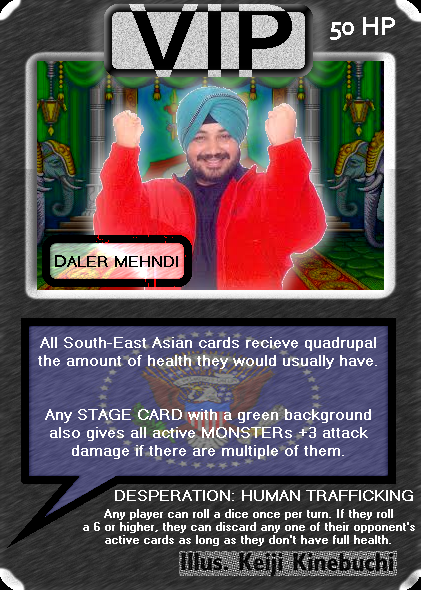 VIP
50 HP
DALER MEHNDI
All South-East Asian cards recieve quadrupal
the amount of health they would usually have.
Any STAGE CARD with a green background
also gives all active MONSTERs +3 attack
damage if there are multiple of them.
DESPERATION: HUMAN TRAFFICKING
Any player can roll a dice once per turn. If they roll
a 6 or higher, they can discard any one of their opponent's
active cards as long as they don't have full health.
Illus. Keiji Kinebuchi